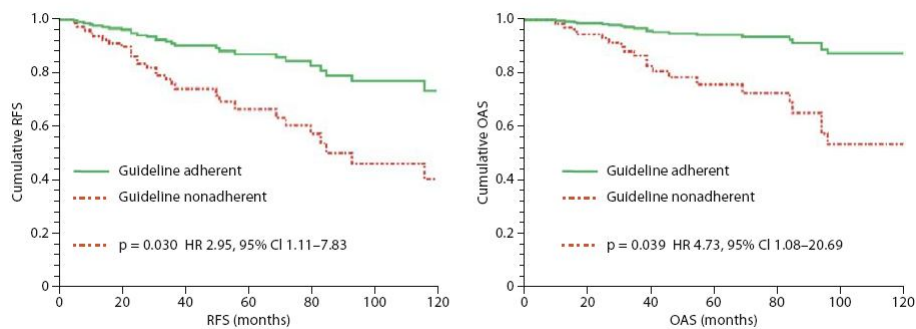 1.0
0.8
0.6
0.4
0.2
0
Cumulative RFS
Guideline adherent
Guideline nonadherent
p = 0.030 HR 2.95, 95% CI 1.11–7.83
0 20 40 60 80 100 120
RFS (months)
1.0
0.8
0.6
0.4
0.2
0
Cumulative OAS
Guideline adherent
Guideline nonadherent
p = 0.039 HR 4.73, 95% CI 1.08–20.69
0 20 40 60 80 100 120
OAS (months)